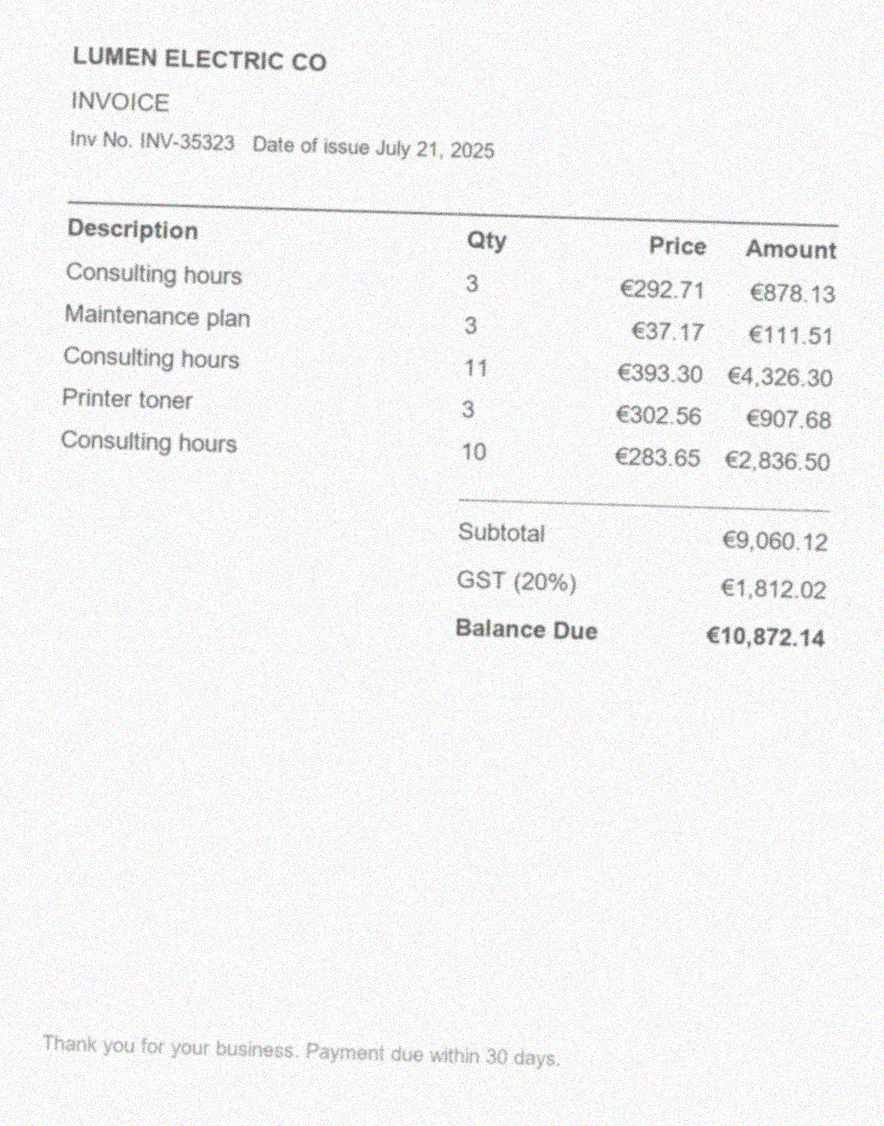 LUMEN ELECTRIC CO
INVOICE
Inv No. INV-35323 Date of issue July 21, 2025
Description Qty Price Amount
Consulting hours 3 €292.71 €878.13
Maintenance plan 3 €37.17 €111.51
Consulting hours 11 €393.30 €4,326.30
Printer toner 3 €302.56 €907.68
Consulting hours 10 €283.65 €2,836.50
Subtotal €9,060.12
GST (20%) €1,812.02
Balance Due €10,872.14
Thank you for your business. Payment due within 30 days.